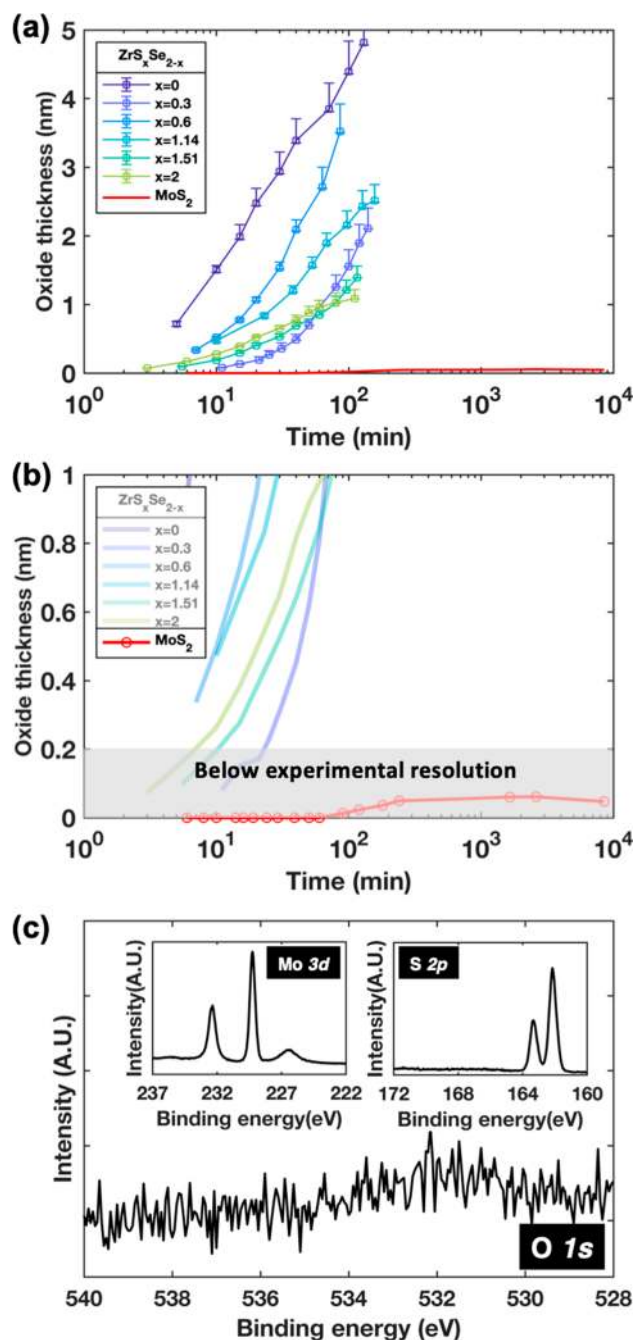 (a)
ZrSxSe2-x
x=0
x=0.3
x=0.6
x=1.14
x=1.51
x=2
MoS2
Oxide thickness (nm)
5
4
3
2
1
0
10^0 10^1 10^2 10^3 10^4
Time (min)
(b)
ZrSxSe2-x
x=0
x=0.3
x=0.6
x=1.14
x=1.51
x=2
MoS2
Oxide thickness (nm)
1
0.8
0.6
0.4
0.2
0
Below experimental resolution
10^0 10^1 10^2 10^3 10^4
Time (min)
(c)
Intensity (A.U.)
Mo 3d
Intensity(A.U.)
237 232 227 222
Binding energy(eV)
S 2p
Intensity(A.U.)
172 168 164 160
Binding energy(eV)
O 1s
540 538 536 534 532 530 528
Binding energy (eV)